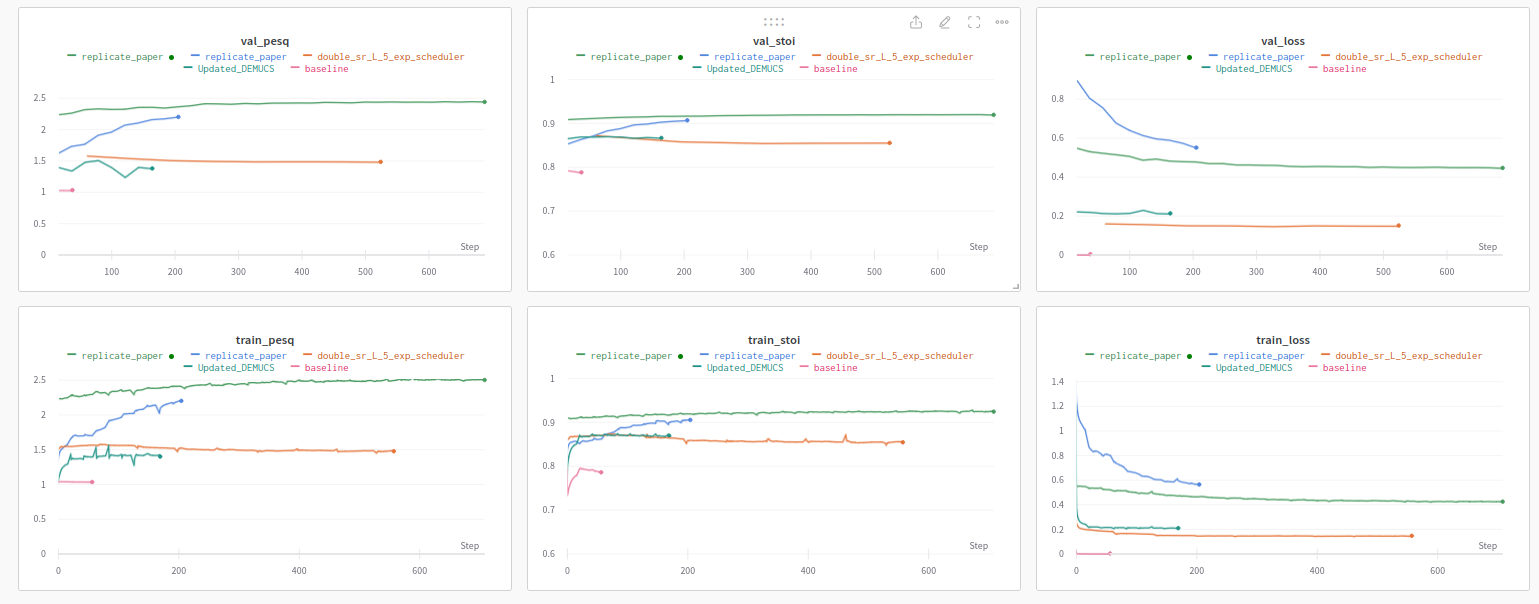 val_pesq
replicate_paper replicate_paper double_sr_L_5_exp_scheduler
Updated_DEMUCS baseline
2.5
2
1.5
1
0.5
0
Step
100 200 300 400 500 600
val_stoi
replicate_paper replicate_paper double_sr_L_5_exp_scheduler
Updated_DEMUCS baseline
1
0.9
0.8
0.7
0.6
Step
100 200 300 400 500 600
val_loss
replicate_paper replicate_paper double_sr_L_5_exp_scheduler
Updated_DEMUCS baseline
0.8
0.6
0.4
0.2
0
Step
100 200 300 400 500 600
train_pesq
replicate_paper replicate_paper double_sr_L_5_exp_scheduler
Updated_DEMUCS baseline
2.5
2
1.5
1
0.5
0
Step
0 200 400 600
train_stoi
replicate_paper replicate_paper double_sr_L_5_exp_scheduler
Updated_DEMUCS baseline
1
0.9
0.8
0.7
0.6
Step
0 200 400 600
train_loss
replicate_paper replicate_paper double_sr_L_5_exp_scheduler
Updated_DEMUCS baseline
1.4
1.2
1
0.8
0.6
0.4
0.2
0
Step
0 200 400 600